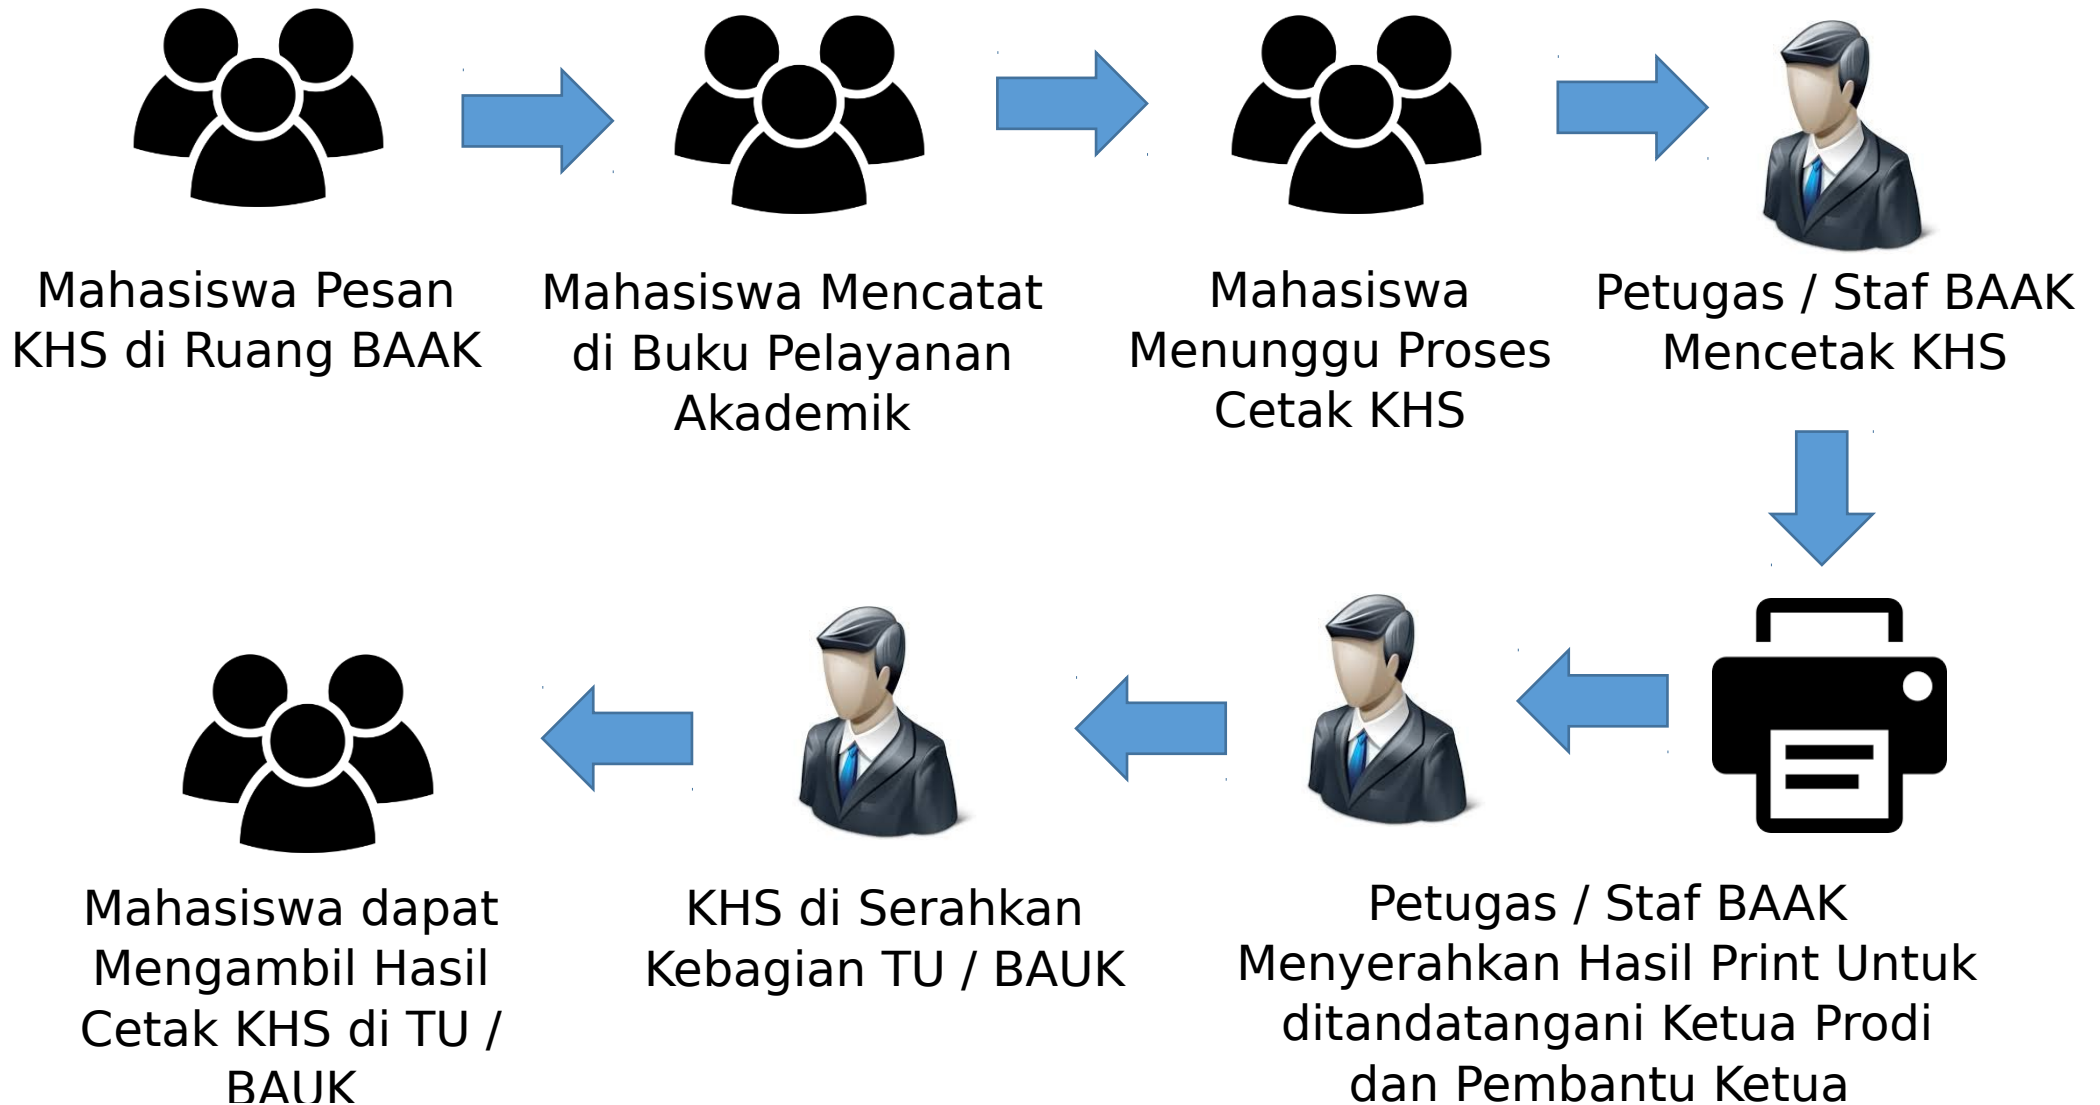 Mahasiswa Pesan
KHS di Ruang BAAK
Mahasiswa Mencatat
di Buku Pelayanan
Akademik
Mahasiswa
Menunggu Proses
Cetak KHS
Petugas / Staf BAAK
Mencetak KHS
Petugas / Staf BAAK
Menyerahkan Hasil Print Untuk
ditandatangani Ketua Prodi
dan Pembantu Ketua
KHS di Serahkan
Kebagian TU / BAUK
Mahasiswa dapat
Mengambil Hasil
Cetak KHS di TU /
BAUK